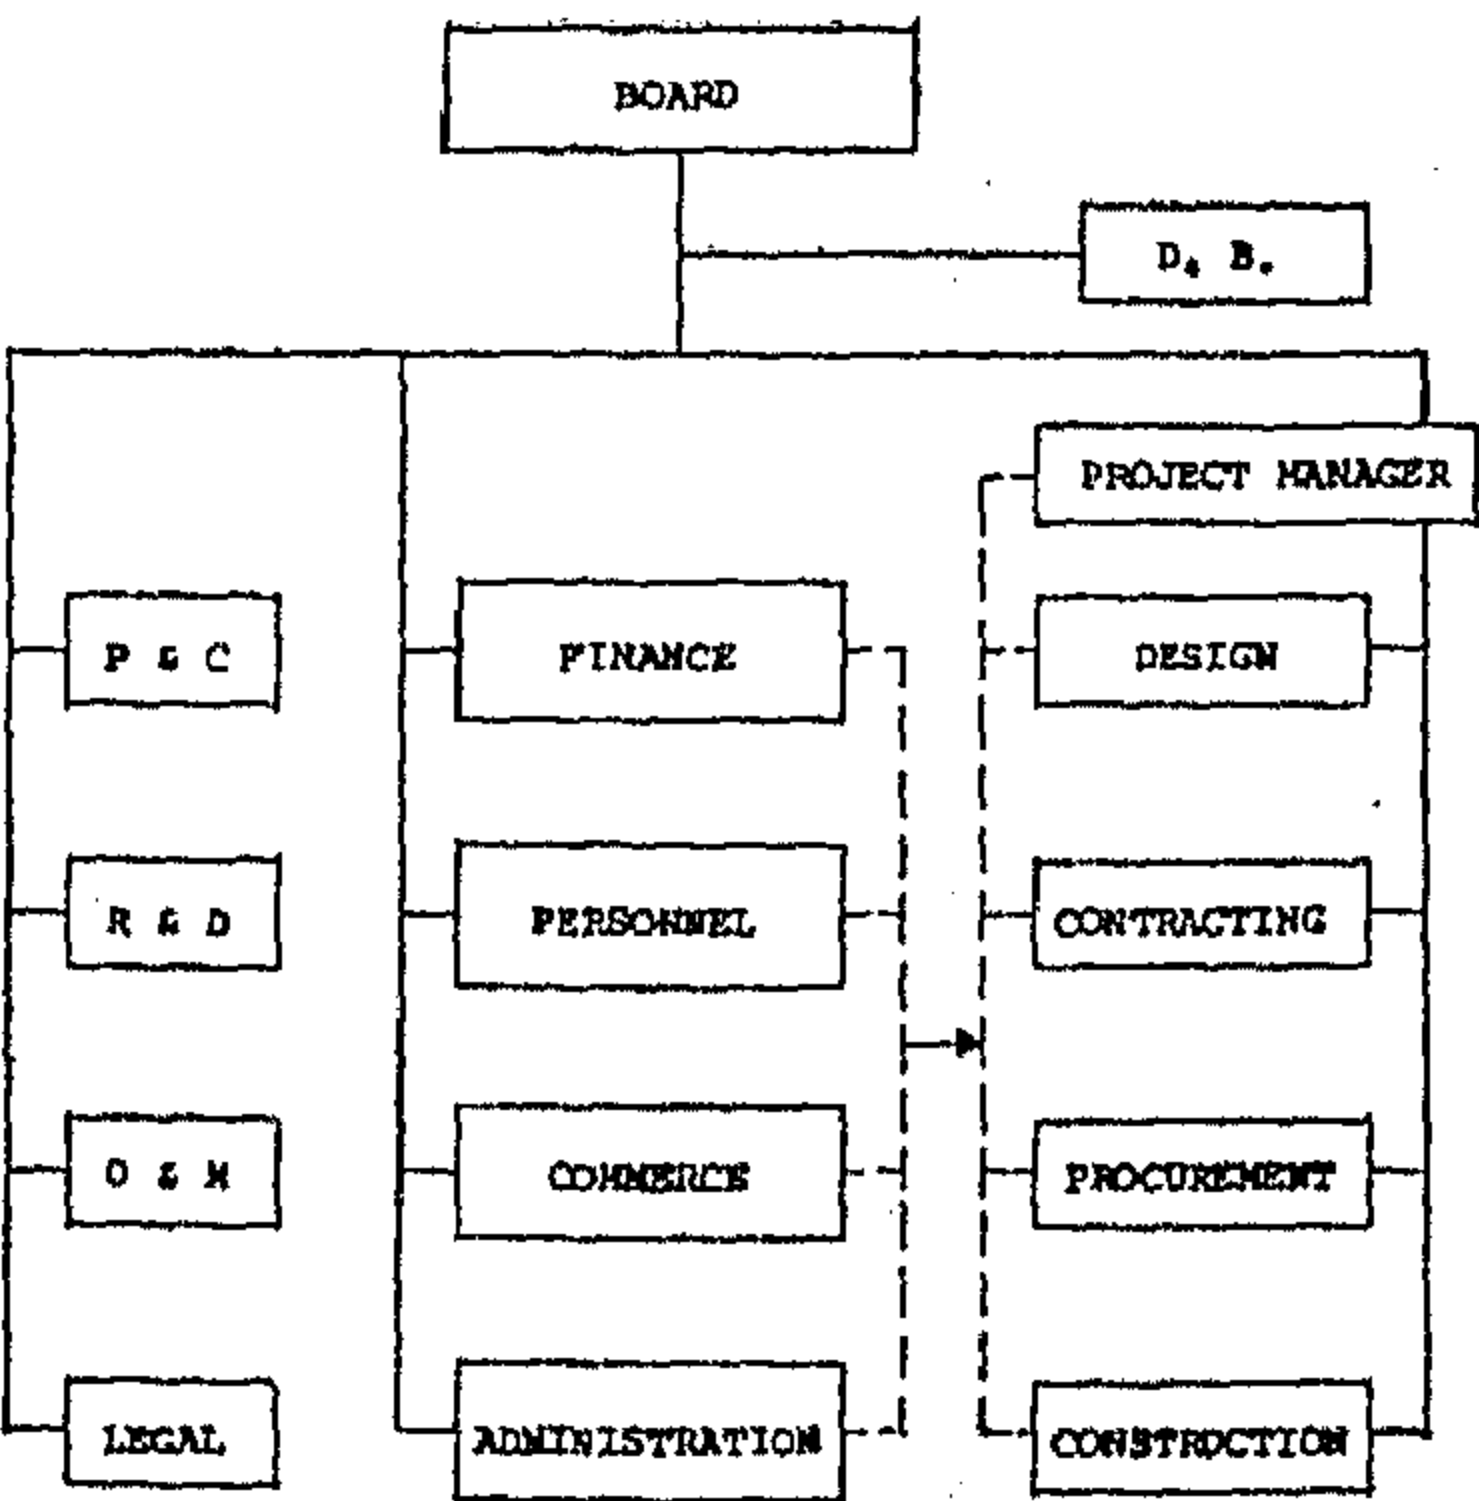 BOARD
D. B.
PROJECT MANAGER
P & C
FINANCE
DESIGN
R & D
PERSONNEL
CONTRACTING
O & M
COMMERCE
PROCUREMENT
LEGAL
ADMINISTRATION
CONSTRUCTION